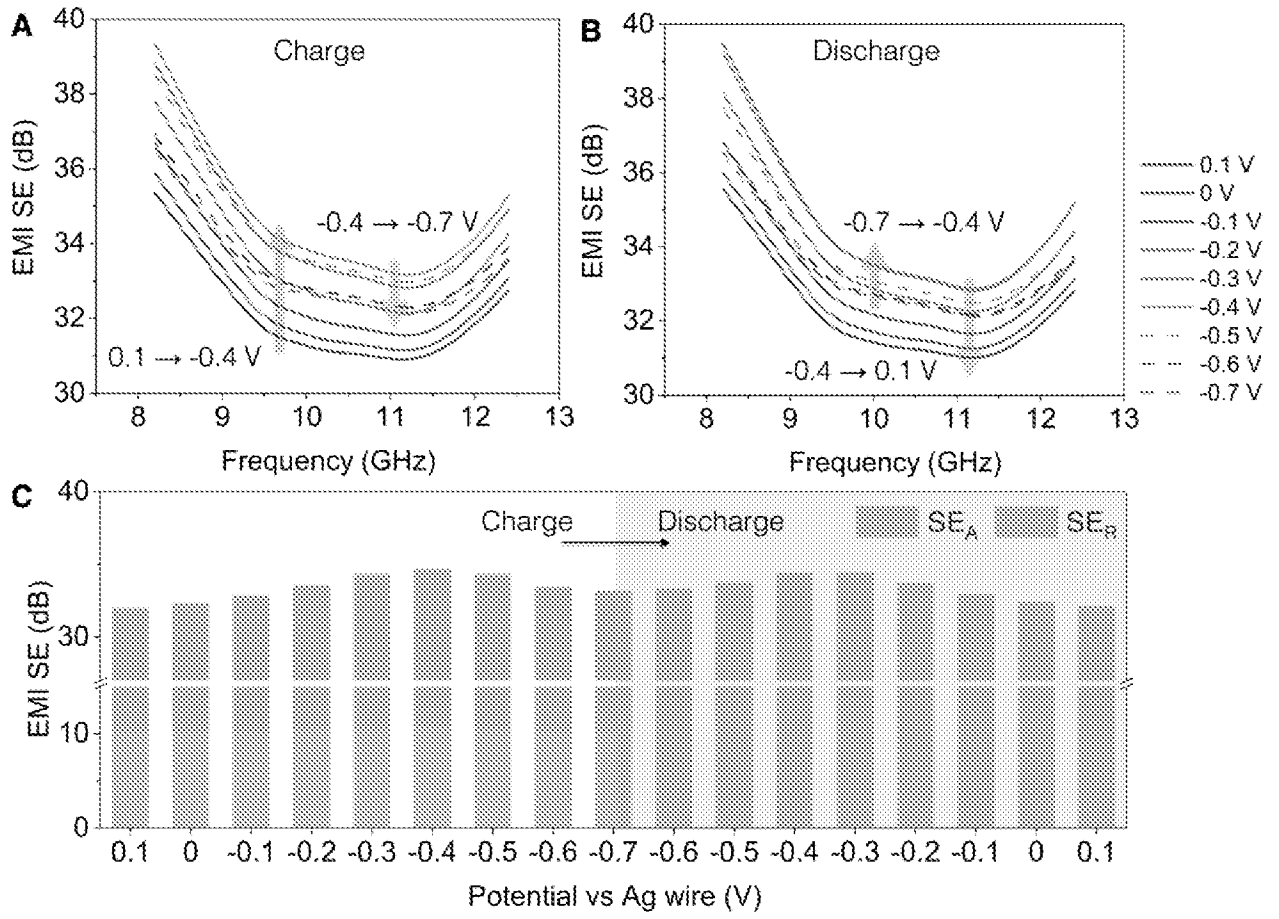 A
Charge
40
38
36
34
32
30
EMI SE (dB)
-0.4 → -0.7 V
0.1 → -0.4 V
8 9 10 11 12 13
Frequency (GHz)
B
Discharge
40
38
36
34
32
30
EMI SE (dB)
-0.7 → -0.4 V
-0.4 → 0.1 V
8 9 10 11 12 13
Frequency (GHz)
0.1 V
0 V
-0.1 V
-0.2 V
-0.3 V
-0.4 V
-0.5 V
-0.6 V
-0.7 V
C
40
30
10
0
EMI SE (dB)
Charge Discharge SE_A SE_R
0.1 0 -0.1 -0.2 -0.3 -0.4 -0.5 -0.6 -0.7 -0.6 -0.5 -0.4 -0.3 -0.2 -0.1 0 0.1
Potential vs Ag wire (V)